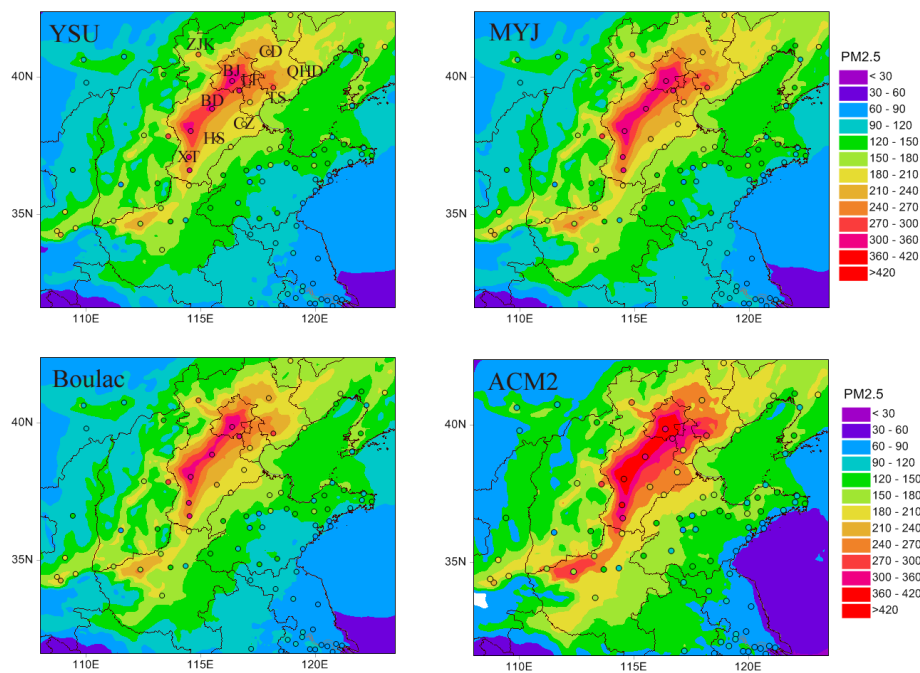 YSU
ZJK
CD
BJ
LF
QHD
BD
TS
CZ
HS
XT
40N
35N
110E
115E
120E
MYJ
40N
35N
110E
115E
120E
PM2.5
< 30
30 - 60
60 - 90
90 - 120
120 - 150
150 - 180
180 - 210
210 - 240
240 - 270
270 - 300
300 - 360
360 - 420
>420
Boulac
40N
35N
110E
115E
120E
ACM2
40N
35N
110E
115E
120E
PM2.5
< 30
30 - 60
60 - 90
90 - 120
120 - 150
150 - 180
180 - 210
210 - 240
240 - 270
270 - 300
300 - 360
360 - 420
>420